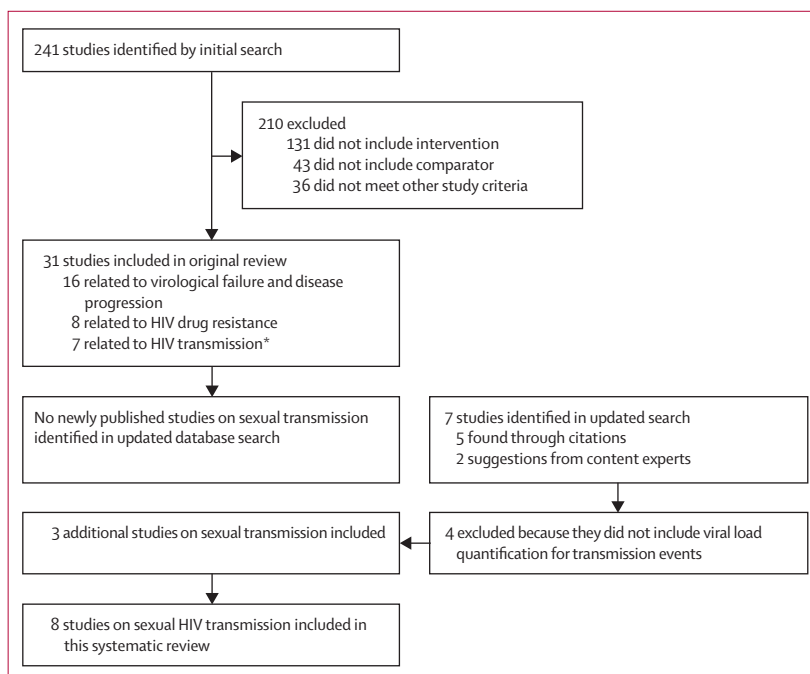 241 studies identified by initial search
210 excluded
131 did not include intervention
43 did not include comparator
36 did not meet other study criteria
31 studies included in original review
16 related to virological failure and disease
progression
8 related to HIV drug resistance
7 related to HIV transmission*
No newly published studies on sexual transmission
identified in updated database search
7 studies identified in updated search
5 found through citations
2 suggestions from content experts
3 additional studies on sexual transmission included
4 excluded because they did not include viral load
quantification for transmission events
8 studies on sexual HIV transmission included in
this systematic review